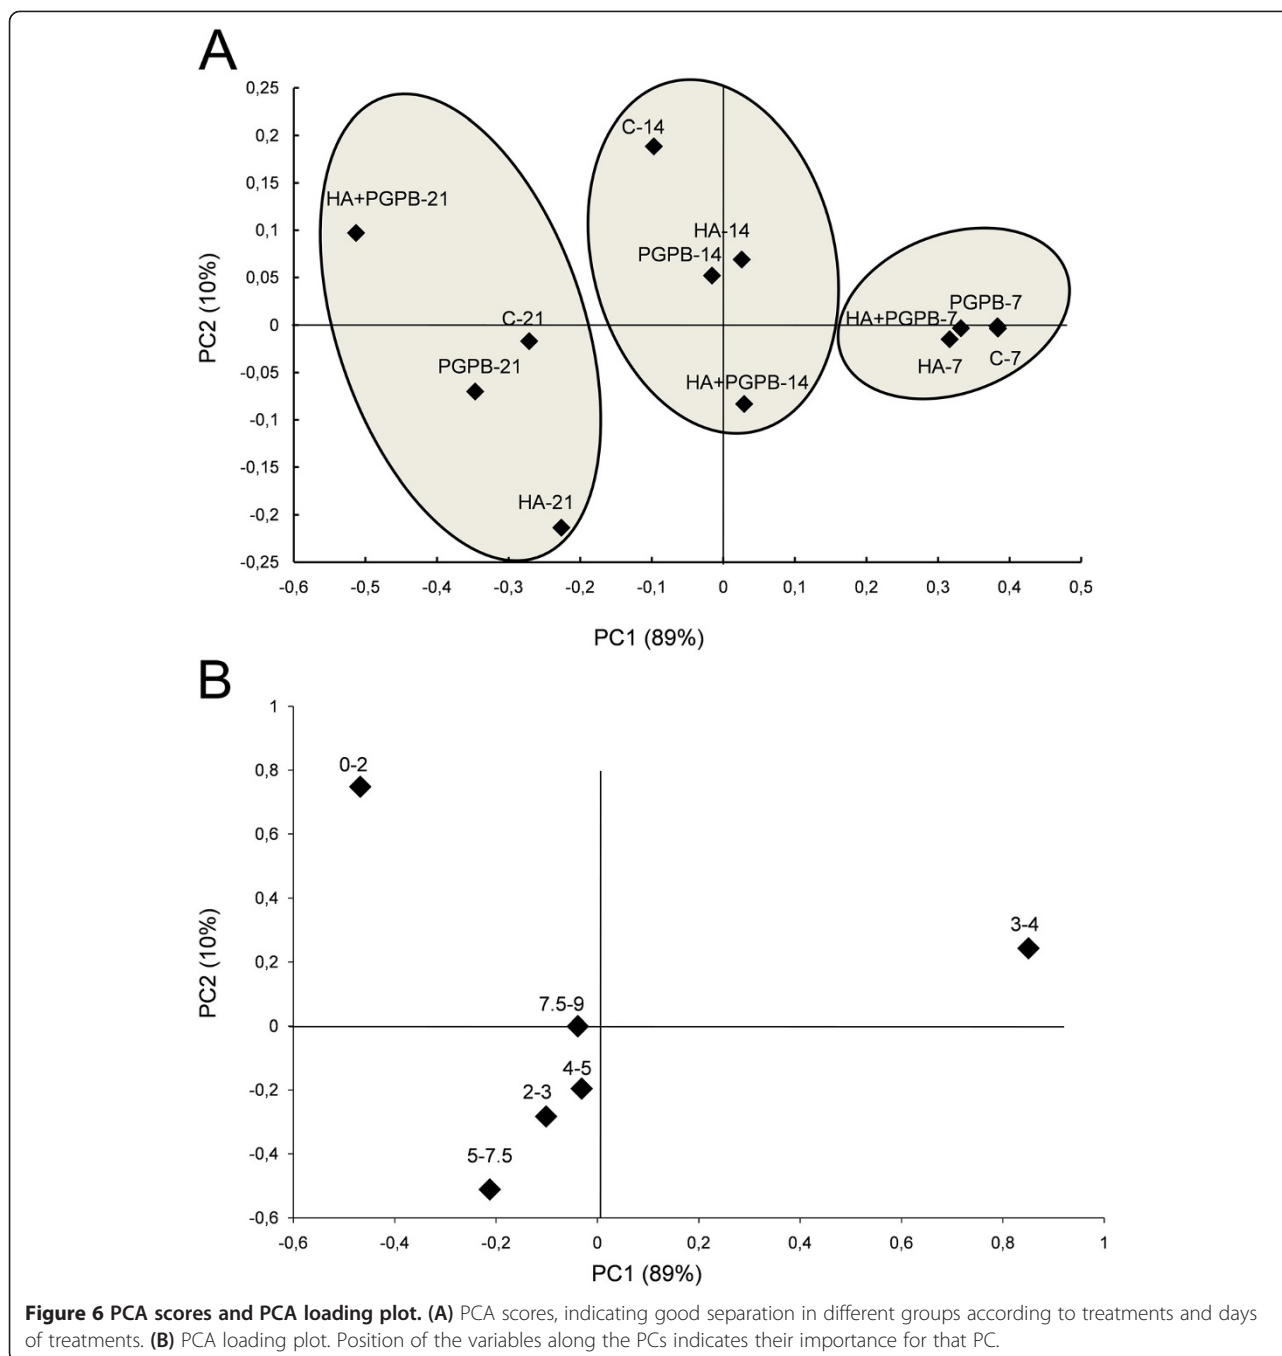 A
0,25
0,2
0,15
0,1
0,05
0
-0,05
-0,1
-0,15
-0,2
-0,25
PC2 (10%)
C-14
HA+PGPB-21
HA-14
PGPB-14
PGPB-7
C-21
HA+PGPB-7
PGPB-21
HA-7
C-7
HA+PGPB-14
HA-21
-0,6 -0,5 -0,4 -0,3 -0,2 -0,1 0 0,1 0,2 0,3 0,4 0,5
PC1 (89%)
B
1
0,8
0,6
0,4
0,2
0
-0,2
-0,4
-0,6
PC2 (10%)
0-2
3-4
7.5-9
4-5
2-3
5-7.5
-0,6 -0,4 -0,2 0 0,2 0,4 0,6 0,8 1
PC1 (89%)
Figure 6 PCA scores and PCA loading plot. (A) PCA scores, indicating good separation in different groups according to treatments and days
of treatments. (B) PCA loading plot. Position of the variables along the PCs indicates their importance for that PC.